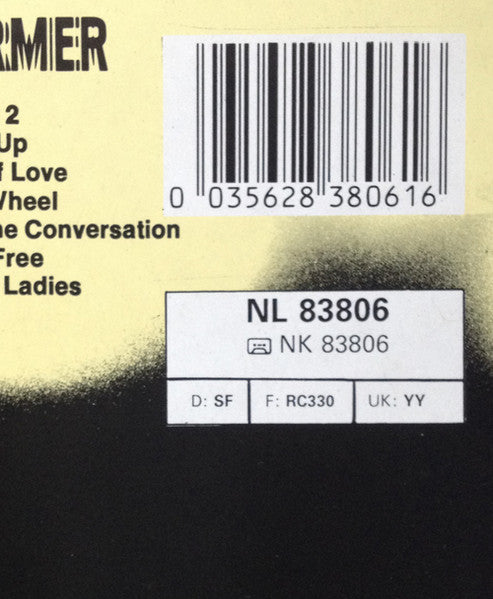 RMER
2
Up
f Love
Wheel
he Conversation
Free
Ladies
0 035628 380616
NL 83806
NK 83806
D: SF F: RC330 UK: YY